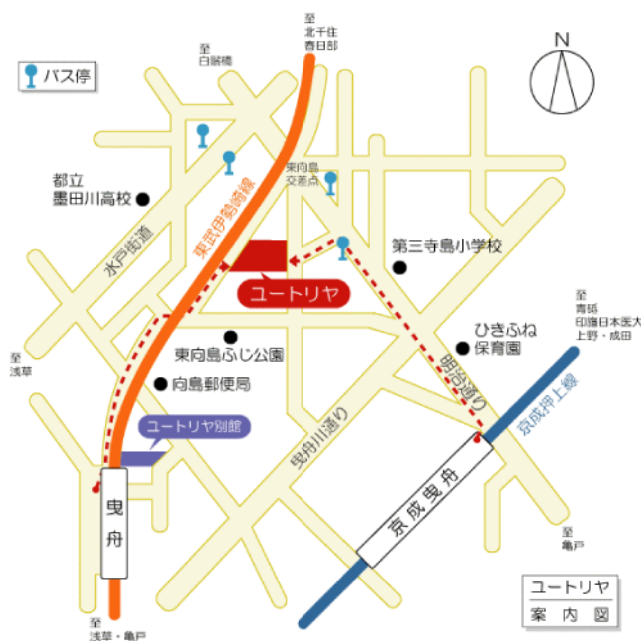 至
北千住
春日部
至
白鬚橋
N
バス停
都立
墨田川高校
東向島
交差点
東武伊勢崎線
水戸街道
第三寺島小学校
ユートリヤ
至
青砥
印旛日本医大
上野・成田
ひきふね
保育園
東向島ふじ公園
至
浅草
向島郵便局
明治通り
京成押上線
ユートリヤ別館
曳舟川通り
曳舟
京成曳舟
至
亀戸
至
浅草・亀戸
ユートリヤ
案内図